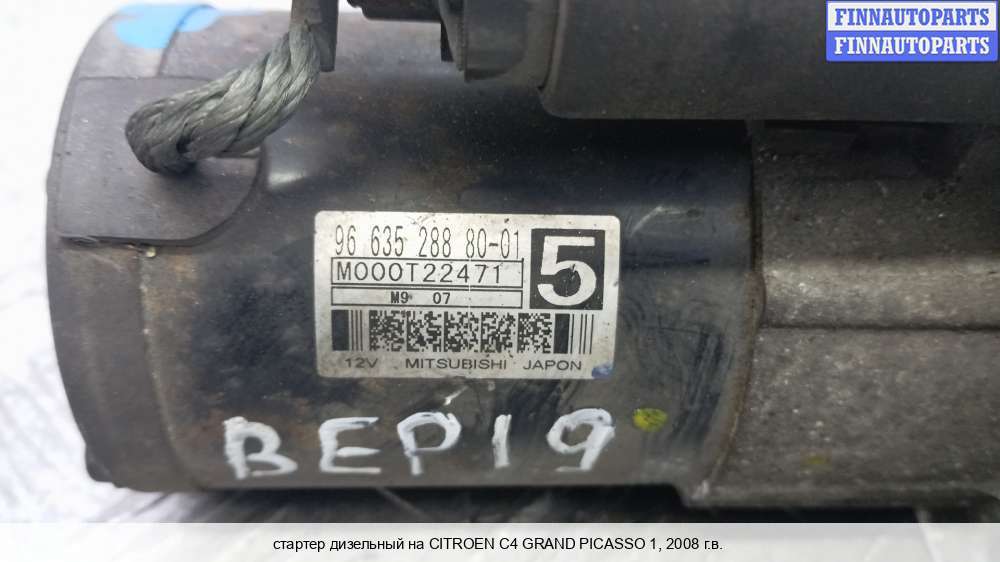 FINNAUTOPARTS
FINNAUTOPARTS
96 635 288 80-01
5
M000T22471
M9 07
12V MITSUBISHI JAPON
BEP19
стартер дизельный на CITROEN C4 GRAND PICASSO 1, 2008 г.в.